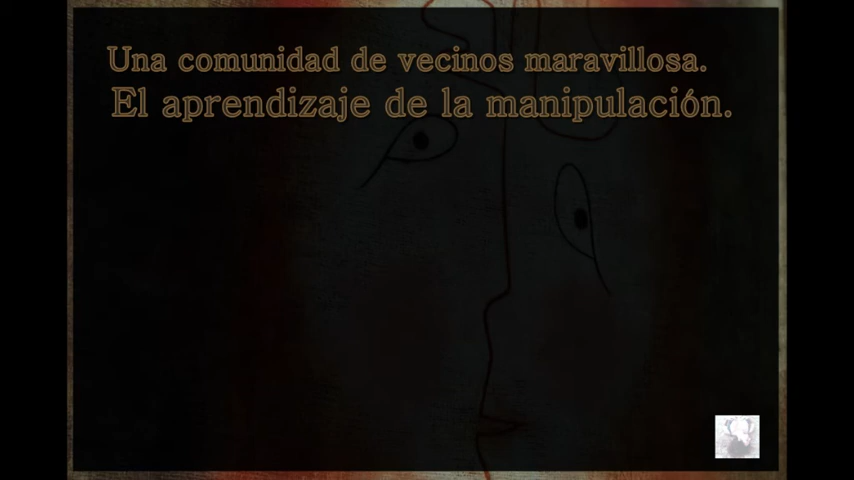 Una comunidad de vecinos maravillosa.
El aprendizaje de la manipulación.